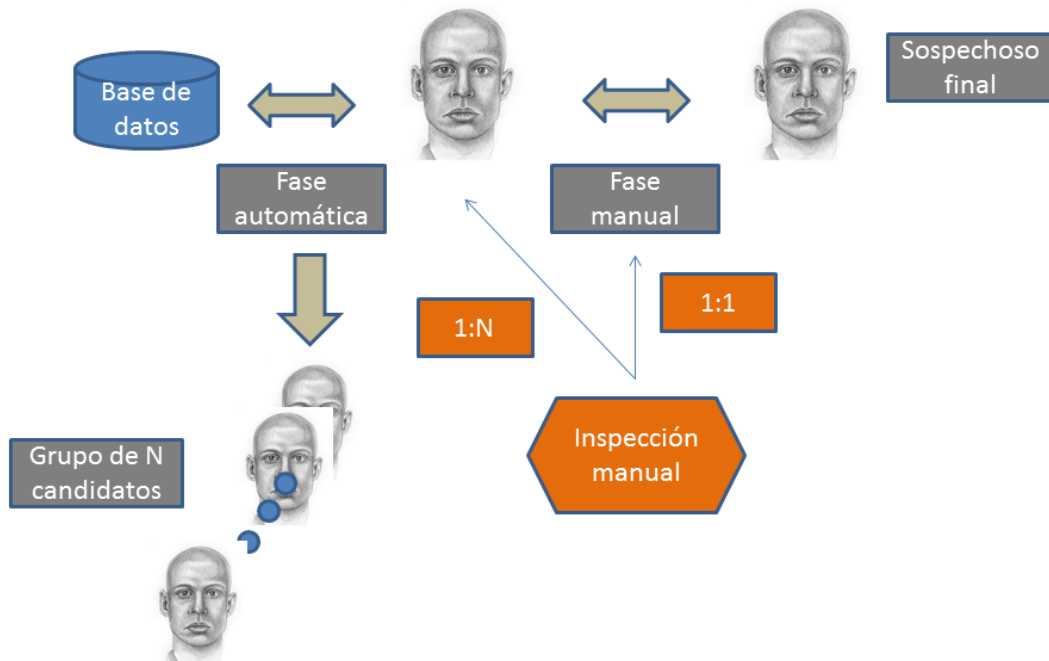 Base de
datos
Sospechoso
final
Fase
automática
Fase
manual
1:N
1:1
Grupo de N
candidatos
Inspección
manual